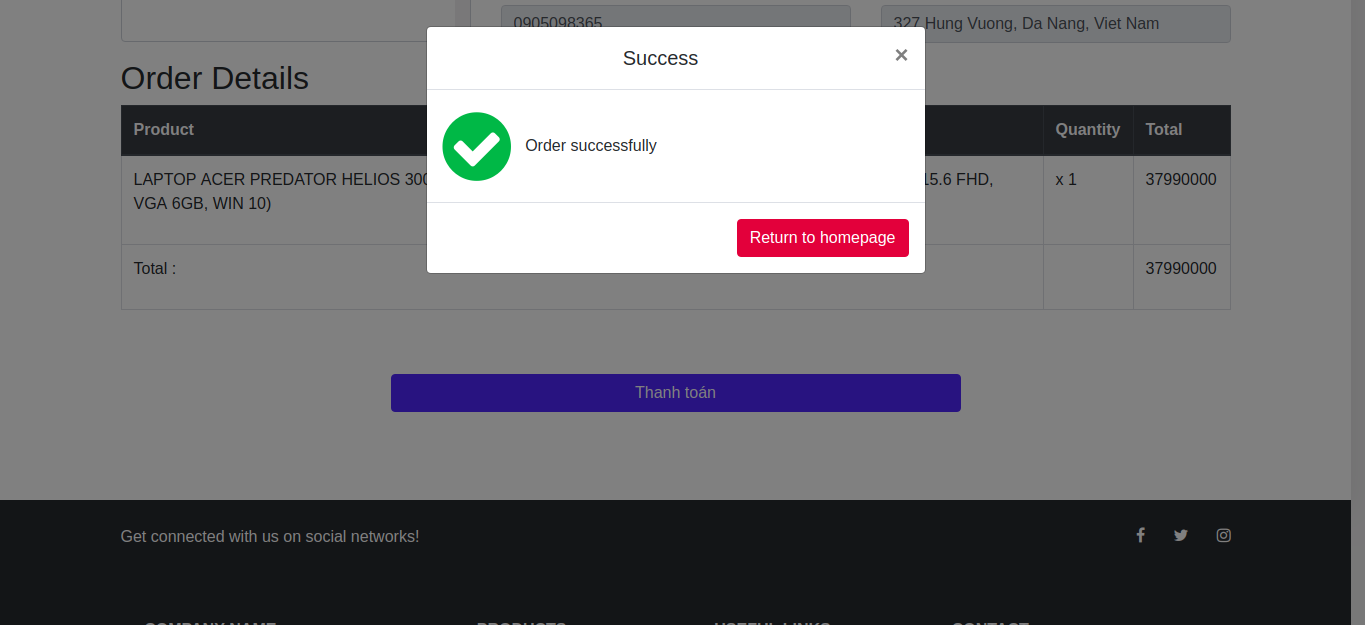 0905098365
327 Hung Vuong, Da Nang, Viet Nam
Success
×
Order Details
Product
Quantity
Total
Order successfully
LAPTOP ACER PREDATOR HELIOS 300
15.6 FHD,
x 1
37990000
VGA 6GB, WIN 10)
Return to homepage
Total :
37990000
Thanh toán
Get connected with us on social networks!
COMPANY NAME
PRODUCTS
USEFUL LINKS
CONTACT